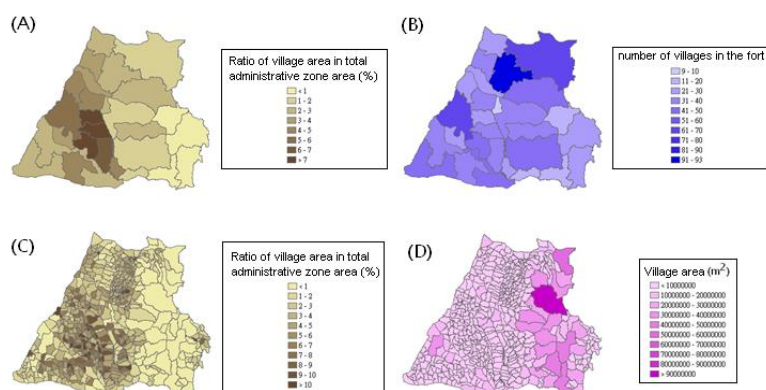 (A)
Ratio of village area in total
administrative zone area (%)
< 1
1 - 2
2 - 3
3 - 4
4 - 5
5 - 6
6 - 7
> 7
(B)
number of villages in the fort
9 - 10
11 - 20
21 - 30
31 - 40
41 - 50
51 - 60
61 - 70
71 - 80
81 - 90
91 - 93
(C)
Ratio of village area in total
administrative zone area (%)
< 1
1 - 2
2 - 3
3 - 4
4 - 5
5 - 6
6 - 7
7 - 8
8 - 9
9 - 10
> 10
(D)
Village area (m²)
< 10000000
10000000 - 20000000
20000000 - 30000000
30000000 - 40000000
40000000 - 50000000
50000000 - 60000000
60000000 - 70000000
70000000 - 80000000
80000000 - 90000000
> 90000000